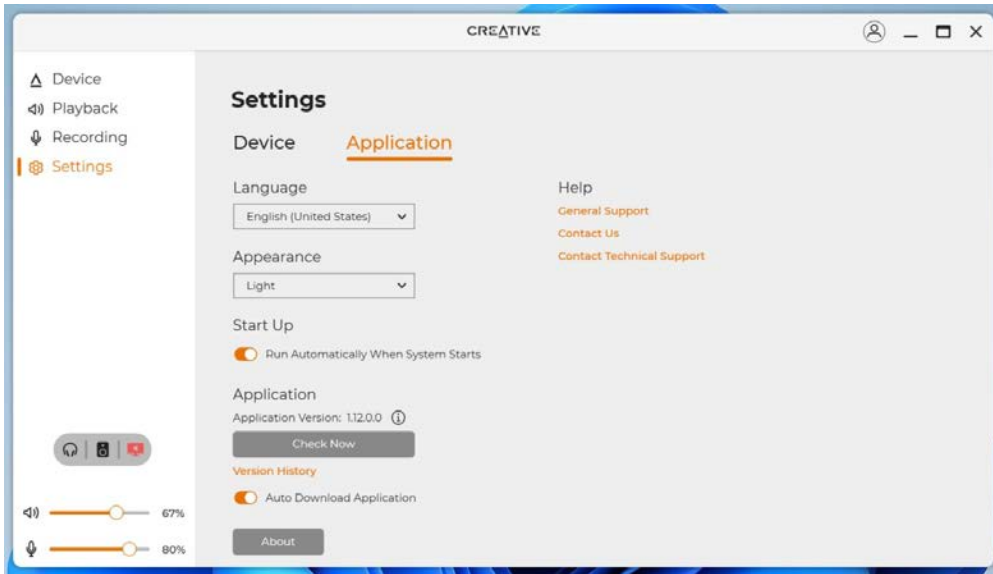 CREATIVE
Device
Playback
Recording
Settings
67%
80%
Settings
Device Application
Language
English (United States)
Appearance
Light
Start Up
Run Automatically When System Starts
Application
Application Version: 1.12.0.0
Check Now
Version History
Auto Download Application
About
Help
General Support
Contact Us
Contact Technical Support